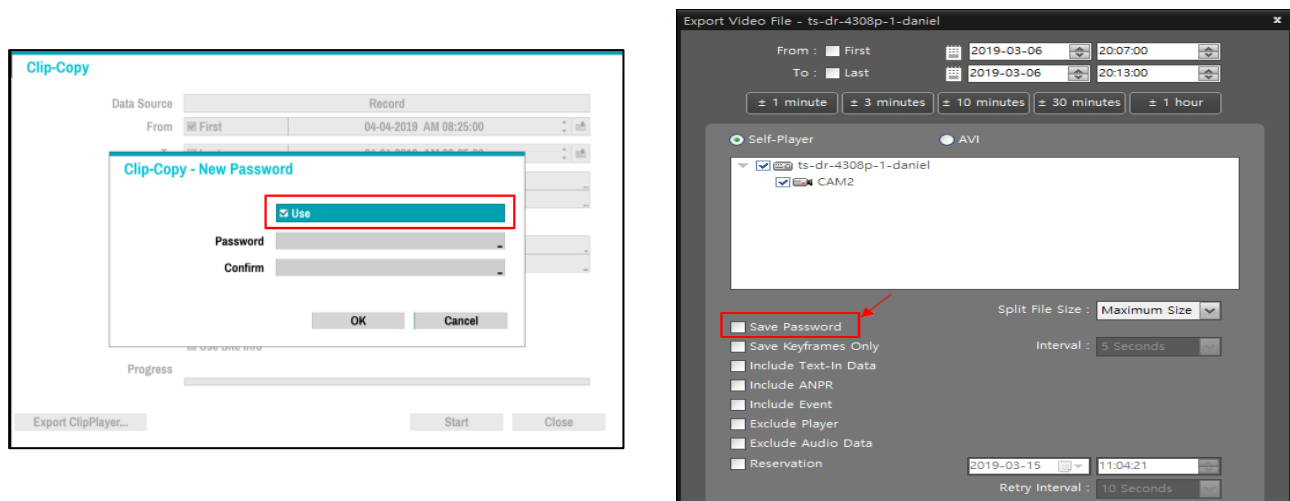 Clip-Copy
Data Source Record
From First 04-04-2019 AM 08:25:00
Clip-Copy - New Password
Use
Password
Confirm
OK Cancel
Progress
Export ClipPlayer... Start Close
Export Video File - ts-dr-4308p-1-daniel x
From : First 2019-03-06 20:07:00
To : Last 2019-03-06 20:13:00
± 1 minute ± 3 minutes ± 10 minutes ± 30 minutes ± 1 hour
Self-Player AVI
ts-dr-4308p-1-daniel
CAM2
Split File Size : Maximum Size
Save Password
Save Keyframes Only Interval : 5 Seconds
Include Text-In Data
Include ANPR
Include Event
Exclude Player
Exclude Audio Data
Reservation 2019-03-15 11:04:21
Retry Interval : 10 Seconds